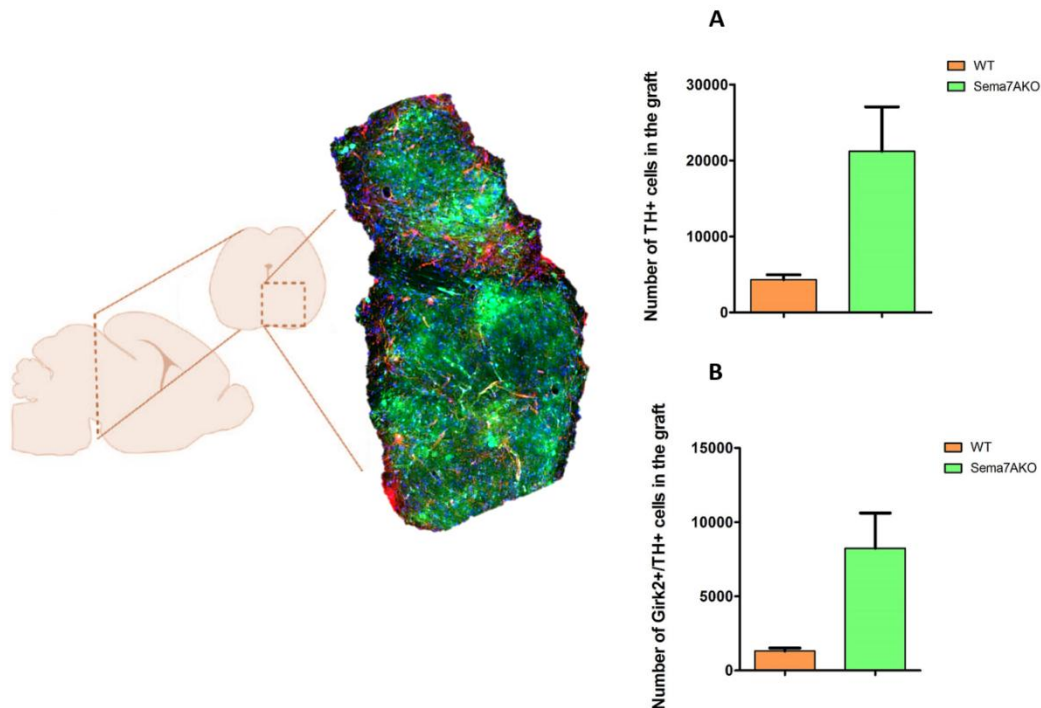 A
WT
Sema7AKO
Number of TH+ cells in the graft
30000
20000
10000
0
B
WT
Sema7AKO
Number of Girk2+/TH+ cells in the graft
15000
10000
5000
0